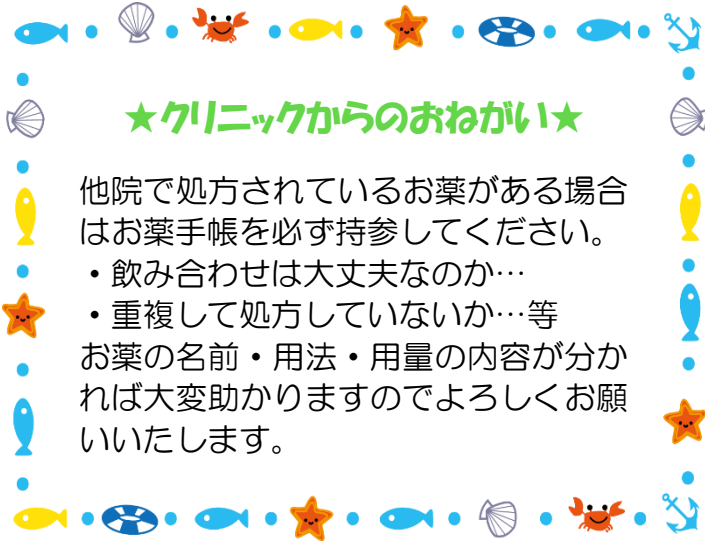 ★クリニックからのおねがい★
他院で処方されているお薬がある場合
はお薬手帳を必ず持参してください。
・飲み合わせは大丈夫なのか…
・重複して処方していないか…等
お薬の名前・用法・用量の内容が分か
れば大変助かりますのでよろしくお願
いいたします。